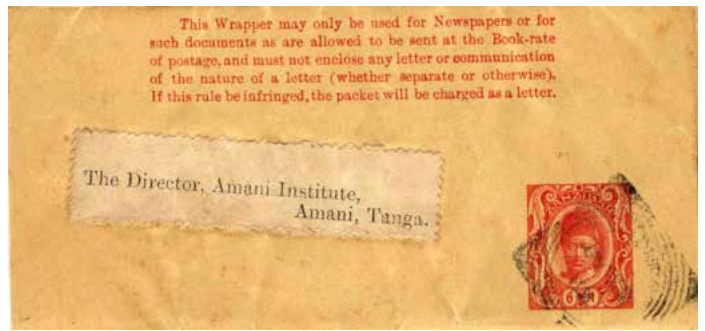 This Wrapper may only be used for Newspapers or for
such documents as are allowed to be sent at the Book-rate
of postage, and must not enclose any letter or communication
of the nature of a letter (whether separate or otherwise).
If this rule be infringed, the packet will be charged as a letter.
The Director, Amani Institute,
Amani, Tanga.
6